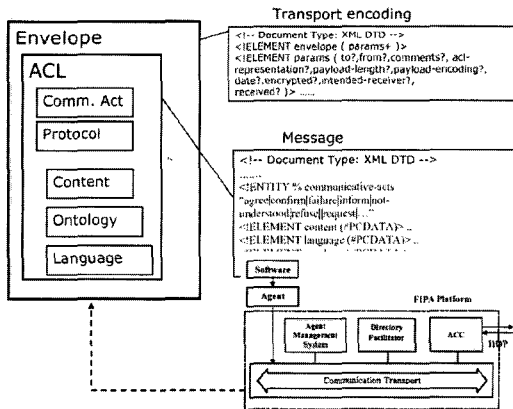 Transport encoding
<!-- Document Type: XML DTD -->
<!ELEMENT envelope ( params+ )>
<!ELEMENT params ( to?,from?,comments?, acl-
representation?,payload-length?,payload-encoding?,
date?,encrypted?,intended-receiver?,
received? )> ......
Envelope
ACL
Comm. Act
Protocol
Content
Ontology
Language
Message
<!-- Document Type: XML DTD -->
.......
<!ENTITY % communicative-acts
"agree|confirm|failure|inform|not-
understood|refuse||request|..."
<!ELEMENT content (#PCDATA)> ..
<!ELEMENT language (#PCDATA)> ...
Software
Agent
FIPA Platform
Agent
Management
System
Directory
Facilitator
ACC
IIOP
Communication Transport